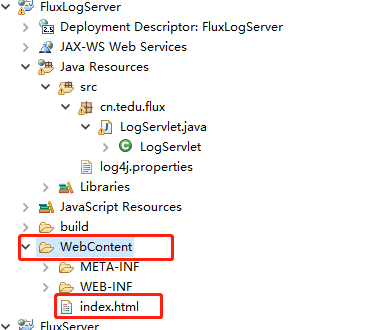 FluxLogServer
Deployment Descriptor: FluxLogServer
JAX-WS Web Services
Java Resources
src
cn.tedu.flux
LogServlet.java
LogServlet
log4j.properties
Libraries
JavaScript Resources
build
WebContent
META-INF
WEB-INF
index.html
FluxServer